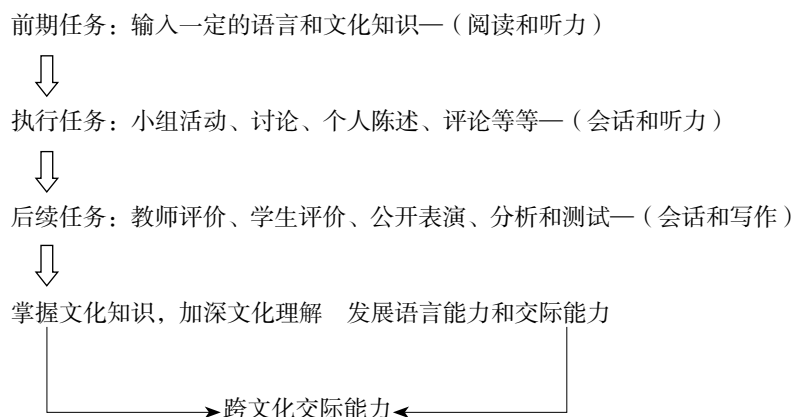 前期任务：输入一定的语言和文化知识—（阅读和听力）
执行任务：小组活动、讨论、个人陈述、评论等等—（会话和听力）
后续任务：教师评价、学生评价、公开表演、分析和测试—（会话和写作）
掌握文化知识，加深文化理解　发展语言能力和交际能力
跨文化交际能力